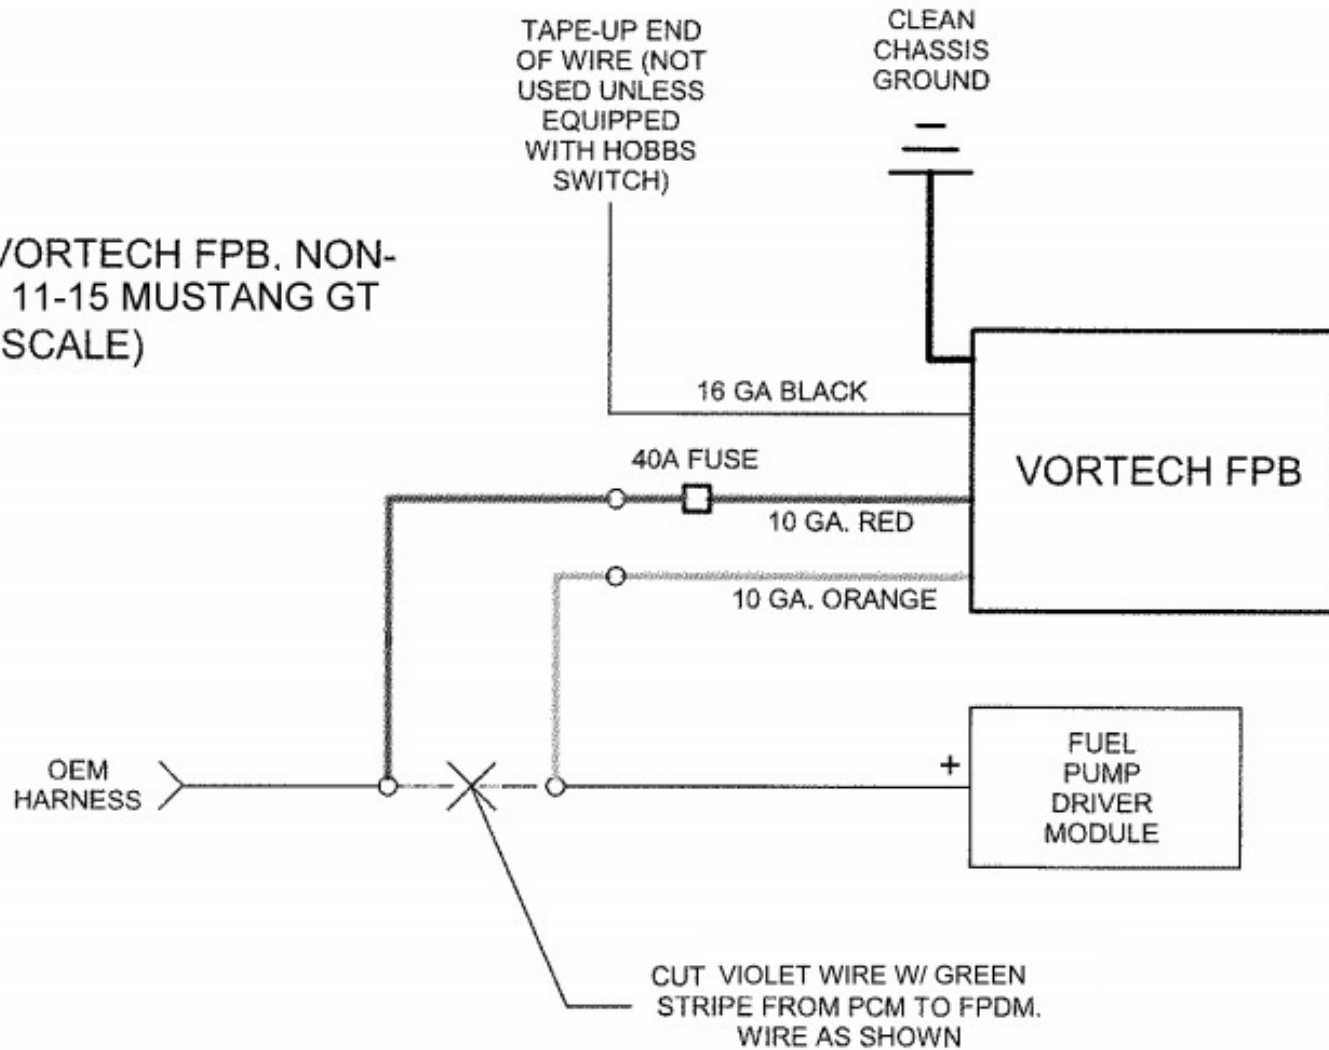 TAPE-UP END
OF WIRE (NOT
USED UNLESS
EQUIPPED
WITH HOBBS
SWITCH)
CLEAN
CHASSIS
GROUND
VORTECH FPB, NON-
11-15 MUSTANG GT
SCALE)
16 GA BLACK
40A FUSE
10 GA. RED
VORTECH FPB
10 GA. ORANGE
OEM
HARNESS
+
FUEL
PUMP
DRIVER
MODULE
CUT VIOLET WIRE W/ GREEN
STRIPE FROM PCM TO FPDM.
WIRE AS SHOWN